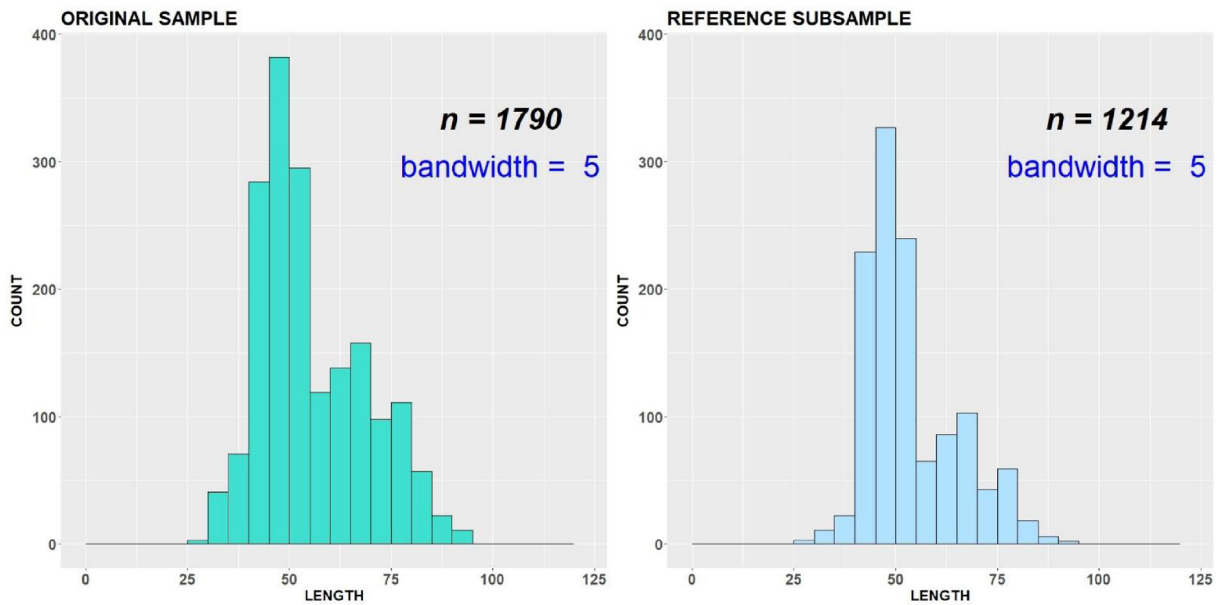 ORIGINAL SAMPLE
400
300
200
100
0
COUNT
n = 1790
bandwidth = 5
0 25 50 75 100 125
LENGTH
REFERENCE SUBSAMPLE
400
300
200
100
0
COUNT
n = 1214
bandwidth = 5
0 25 50 75 100 125
LENGTH